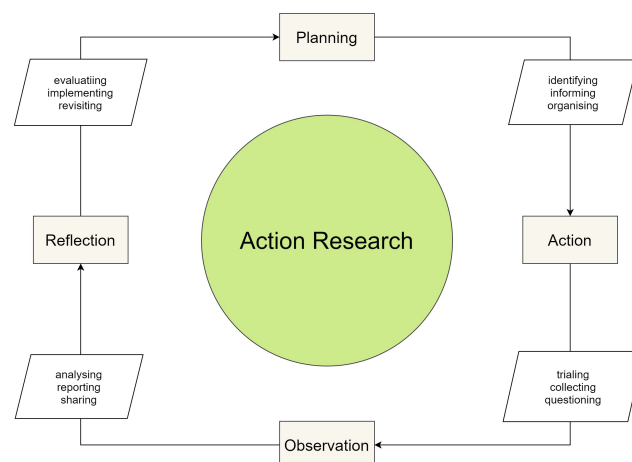 Planning
evaluatiing
implementing
revisiting
identifying
informing
organising
Reflection
Action Research
Action
analysing
reporting
sharing
trialing
collecting
questioning
Observation